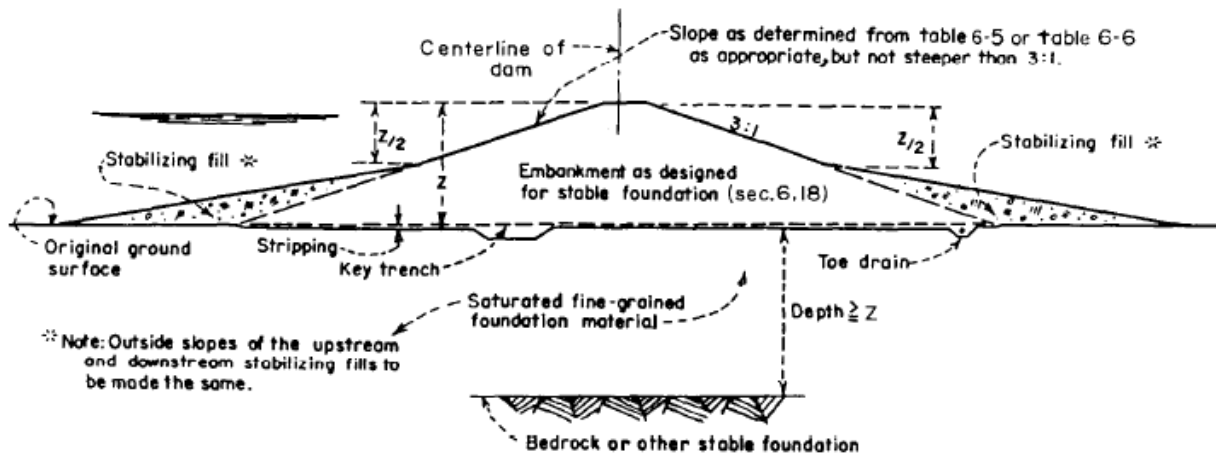 Centerline of
dam
Slope as determined from table 6-5 or table 6-6
as appropriate, but not steeper than 3:1.
Z/2
Z
3:1
Z/2
Stabilizing fill *
Stabilizing fill *
Embankment as designed
for stable foundation (sec. 6.18)
Original ground
surface
Stripping
Key trench
Toe drain
Saturated fine-grained
foundation material
Depth ≧ Z
* Note: Outside slopes of the upstream
and downstream stabilizing fills to
be made the same.
Bedrock or other stable foundation